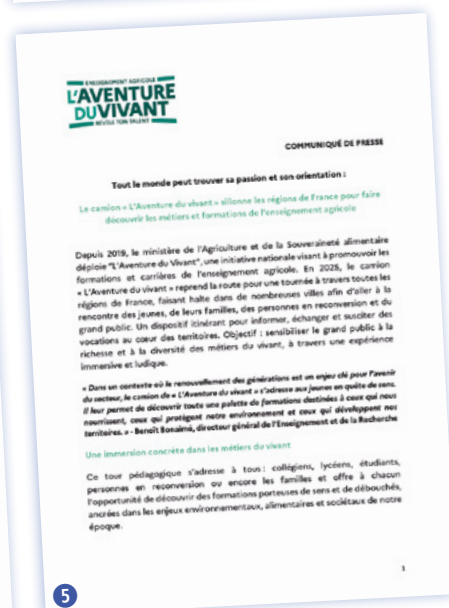 ENSEIGNEMENT AGRICOLE
L'AVENTURE
DUVIVANT
RÉVÈLE TON TALENT
COMMUNIQUÉ DE PRESSE
Tout le monde peut trouver sa passion et son orientation :
Le camion « L'Aventure du vivant » sillonne les régions de France pour faire
découvrir les métiers et formations de l'enseignement agricole
Depuis 2019, le ministère de l'Agriculture et de la Souveraineté alimentaire
déploie "L'Aventure du Vivant", une initiative nationale visant à promouvoir les
formations et carrières de l'enseignement agricole. En 2025, le camion
« L'Aventure du vivant » reprend la route pour une tournée à travers toutes les
régions de France, faisant halte dans de nombreuses villes afin d'aller à la
rencontre des jeunes, de leurs familles, des personnes en reconversion et du
grand public. Un dispositif itinérant pour informer, échanger et susciter des
vocations au cœur des territoires. Objectif : sensibiliser le grand public à la
richesse et à la diversité des métiers du vivant, à travers une expérience
immersive et ludique.
« Dans un contexte où le renouvellement des générations est un enjeu clé pour l'avenir
du secteur, le camion de « L'Aventure du vivant » s'adresse aux jeunes en quête de sens.
Il leur permet de découvrir toute une palette de formations destinées à ceux qui nous
nourrissent, ceux qui protègent notre environnement et ceux qui développent nos
territoires. » - Benoît Bonaimé, directeur général de l'Enseignement et de la Recherche
Une immersion concrète dans les métiers du vivant
Ce tour pédagogique s'adresse à tous : collégiens, lycéens, étudiants,
personnes en reconversion ou encore les familles et offre à chacun
l'opportunité de découvrir des formations porteuses de sens et de débouchés,
ancrées dans les enjeux environnementaux, alimentaires et sociétaux de notre
époque.
1
5